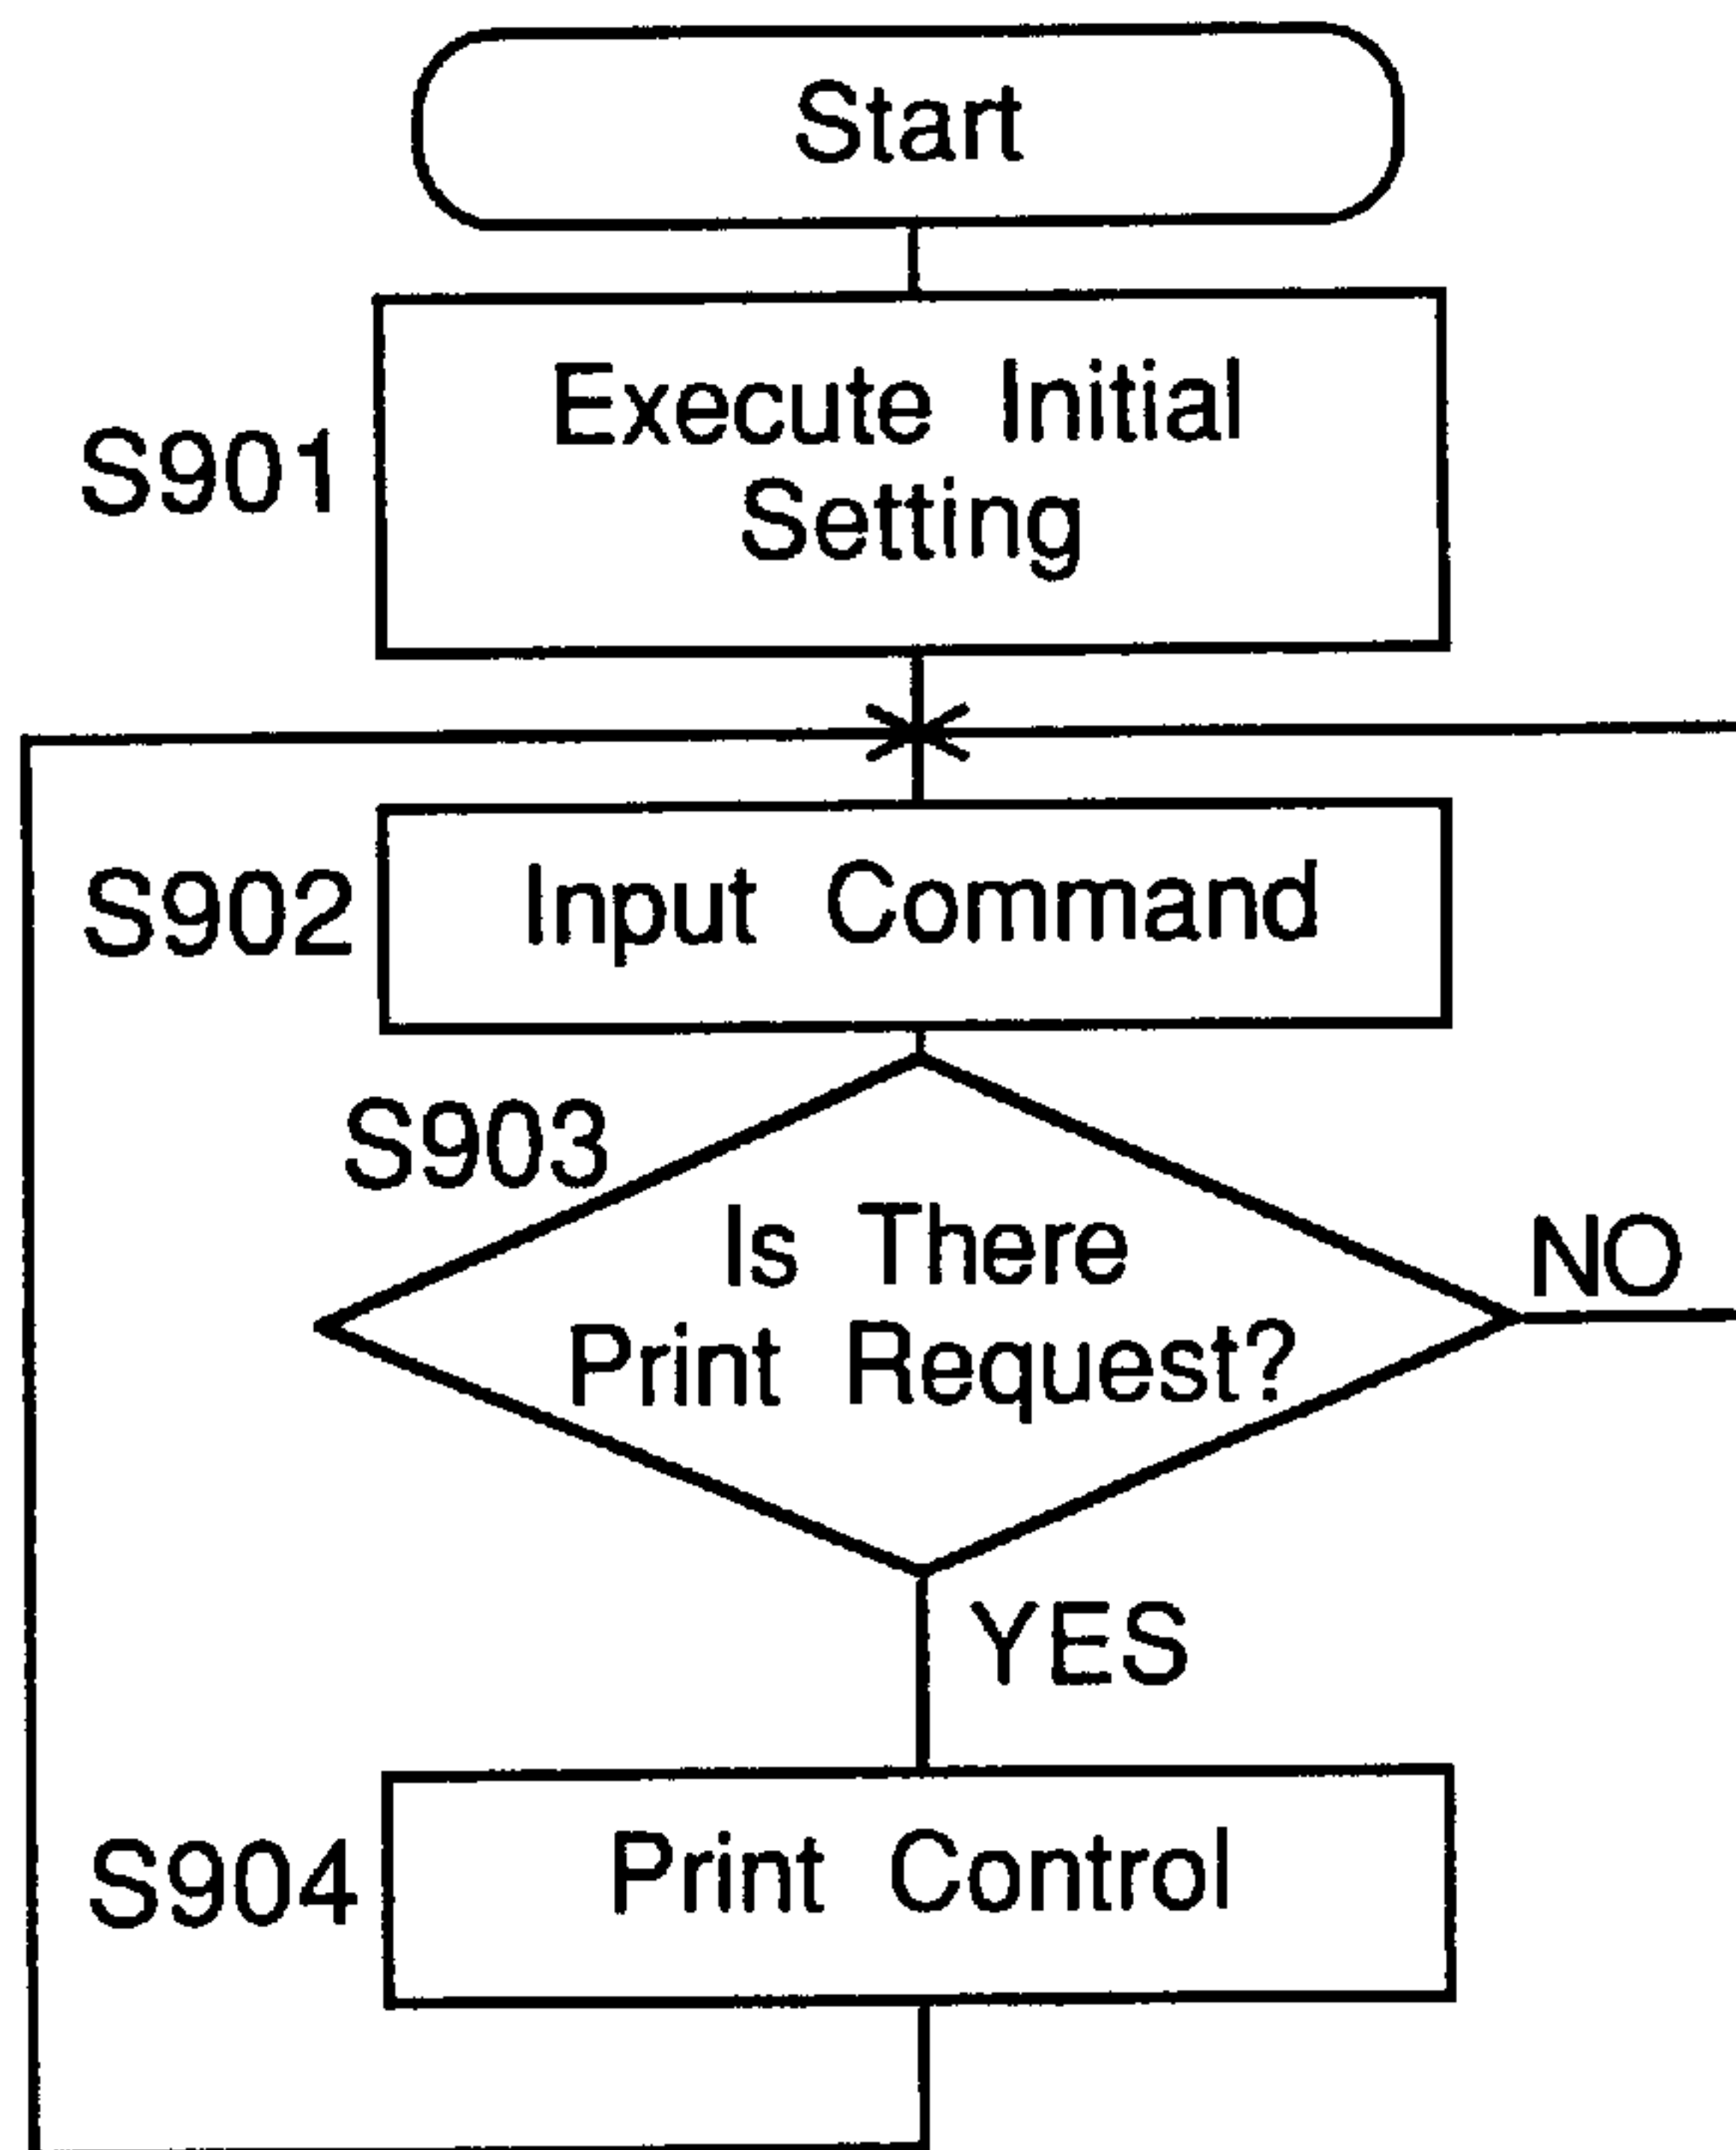 Start
S901
Execute Initial
Setting
S902
Input Command
S903
Is There
Print Request?
NO
YES
S904
Print Control